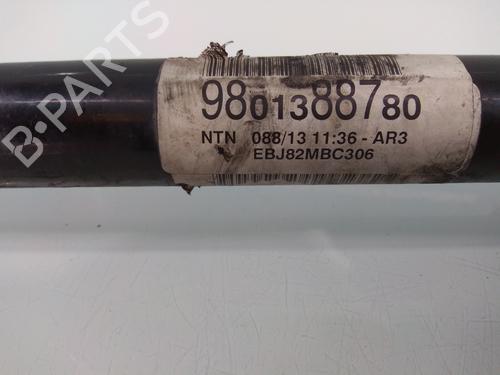 9801388780
NTN 088/13 11:36 - AR3
EBJ82MBC306
B-PARTS